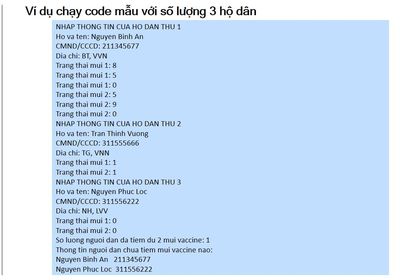 Ví dụ chạy code mẫu với số lượng 3 hộ dân
NHAP THONG TIN CUA HO DAN THU 1
Ho va ten: Nguyen Binh An
CMND/CCCD: 211345677
Dia chi: BT, VVN
Trang thai mui 1: 8
Trang thai mui 1: 5
Trang thai mui 1: 0
Trang thai mui 2: 5
Trang thai mui 2: 9
Trang thai mui 2: 0
NHAP THONG TIN CUA HO DAN THU 2
Ho va ten: Tran Thinh Vuong
CMND/CCCD: 311555666
Dia chi: TG, VNN
Trang thai mui 1: 1
Trang thai mui 2: 1
NHAP THONG TIN CUA HO DAN THU 3
Ho va ten: Nguyen Phuc Loc
CMND/CCCD: 311556222
Dia chi: NH, LVV
Trang thai mui 1: 0
Trang thai mui 2: 0
So luong nguoi dan da tiem du 2 mui vaccine: 1
Thong tin nguoi dan chua tiem mui vaccine nao:
Nguyen Binh An 211345677
Nguyen Phuc Loc 311556222